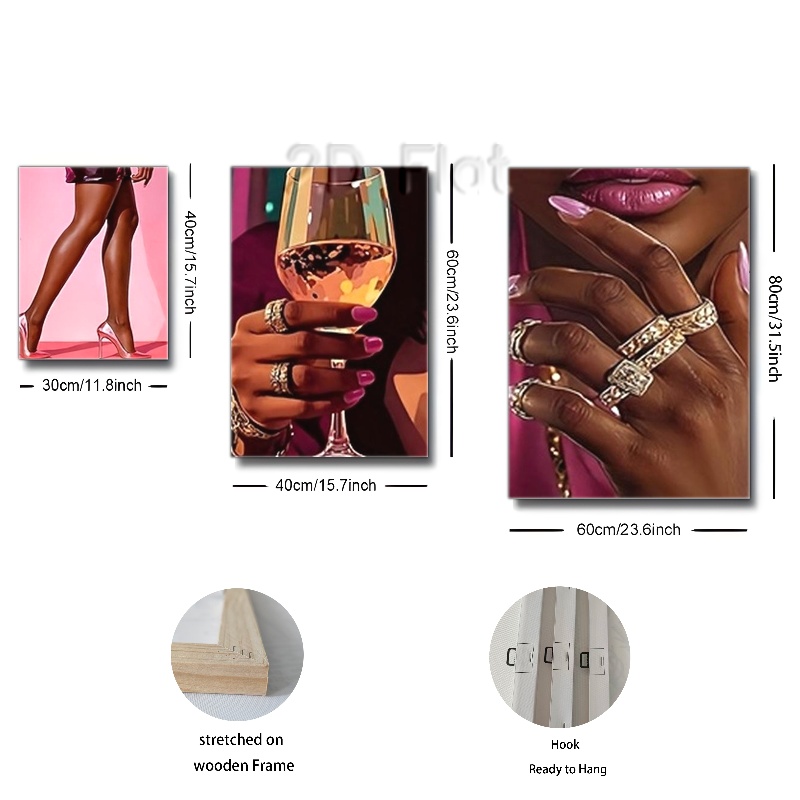 2D Flat
40cm/15.7inch
60cm/23.6inch
80cm/31.5inch
30cm/11.8inch
40cm/15.7inch
60cm/23.6inch
stretched on
wooden Frame
Hook
Ready to Hang